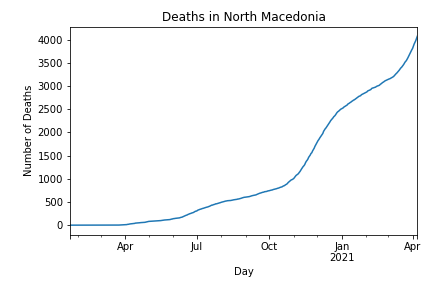 Deaths in North Macedonia
Number of Deaths
4000
3500
3000
2500
2000
1500
1000
500
0
Apr
Jul
Oct
Jan
2021
Apr
Day